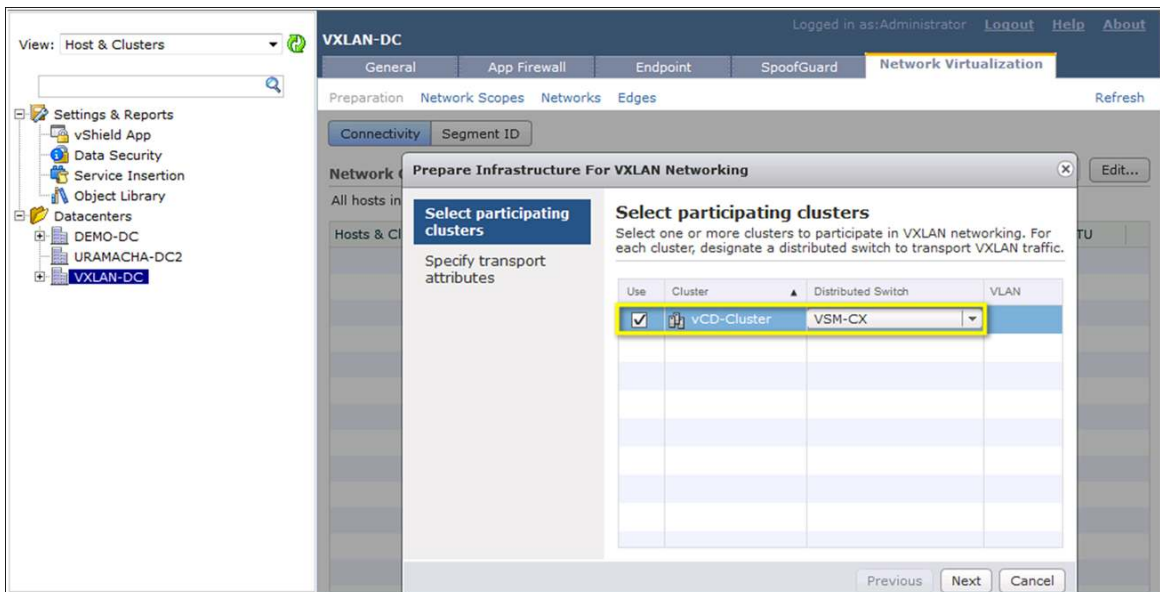 View: Host & Clusters
Settings & Reports
vShield App
Data Security
Service Insertion
Object Library
Datacenters
DEMO-DC
URAMACHA-DC2
VXLAN-DC
Logged in as:Administrator Logout Help About
VXLAN-DC
General App Firewall Endpoint SpoofGuard Network Virtualization
Preparation Network Scopes Networks Edges Refresh
Connectivity Segment ID
Network
Edit...
All hosts in
Hosts & Cl
TU
Prepare Infrastructure For VXLAN Networking
Select participating
clusters
Specify transport
attributes
Select participating clusters
Select one or more clusters to participate in VXLAN networking. For
each cluster, designate a distributed switch to transport VXLAN traffic.
Use Cluster Distributed Switch VLAN
vCD-Cluster VSM-CX
Previous Next Cancel